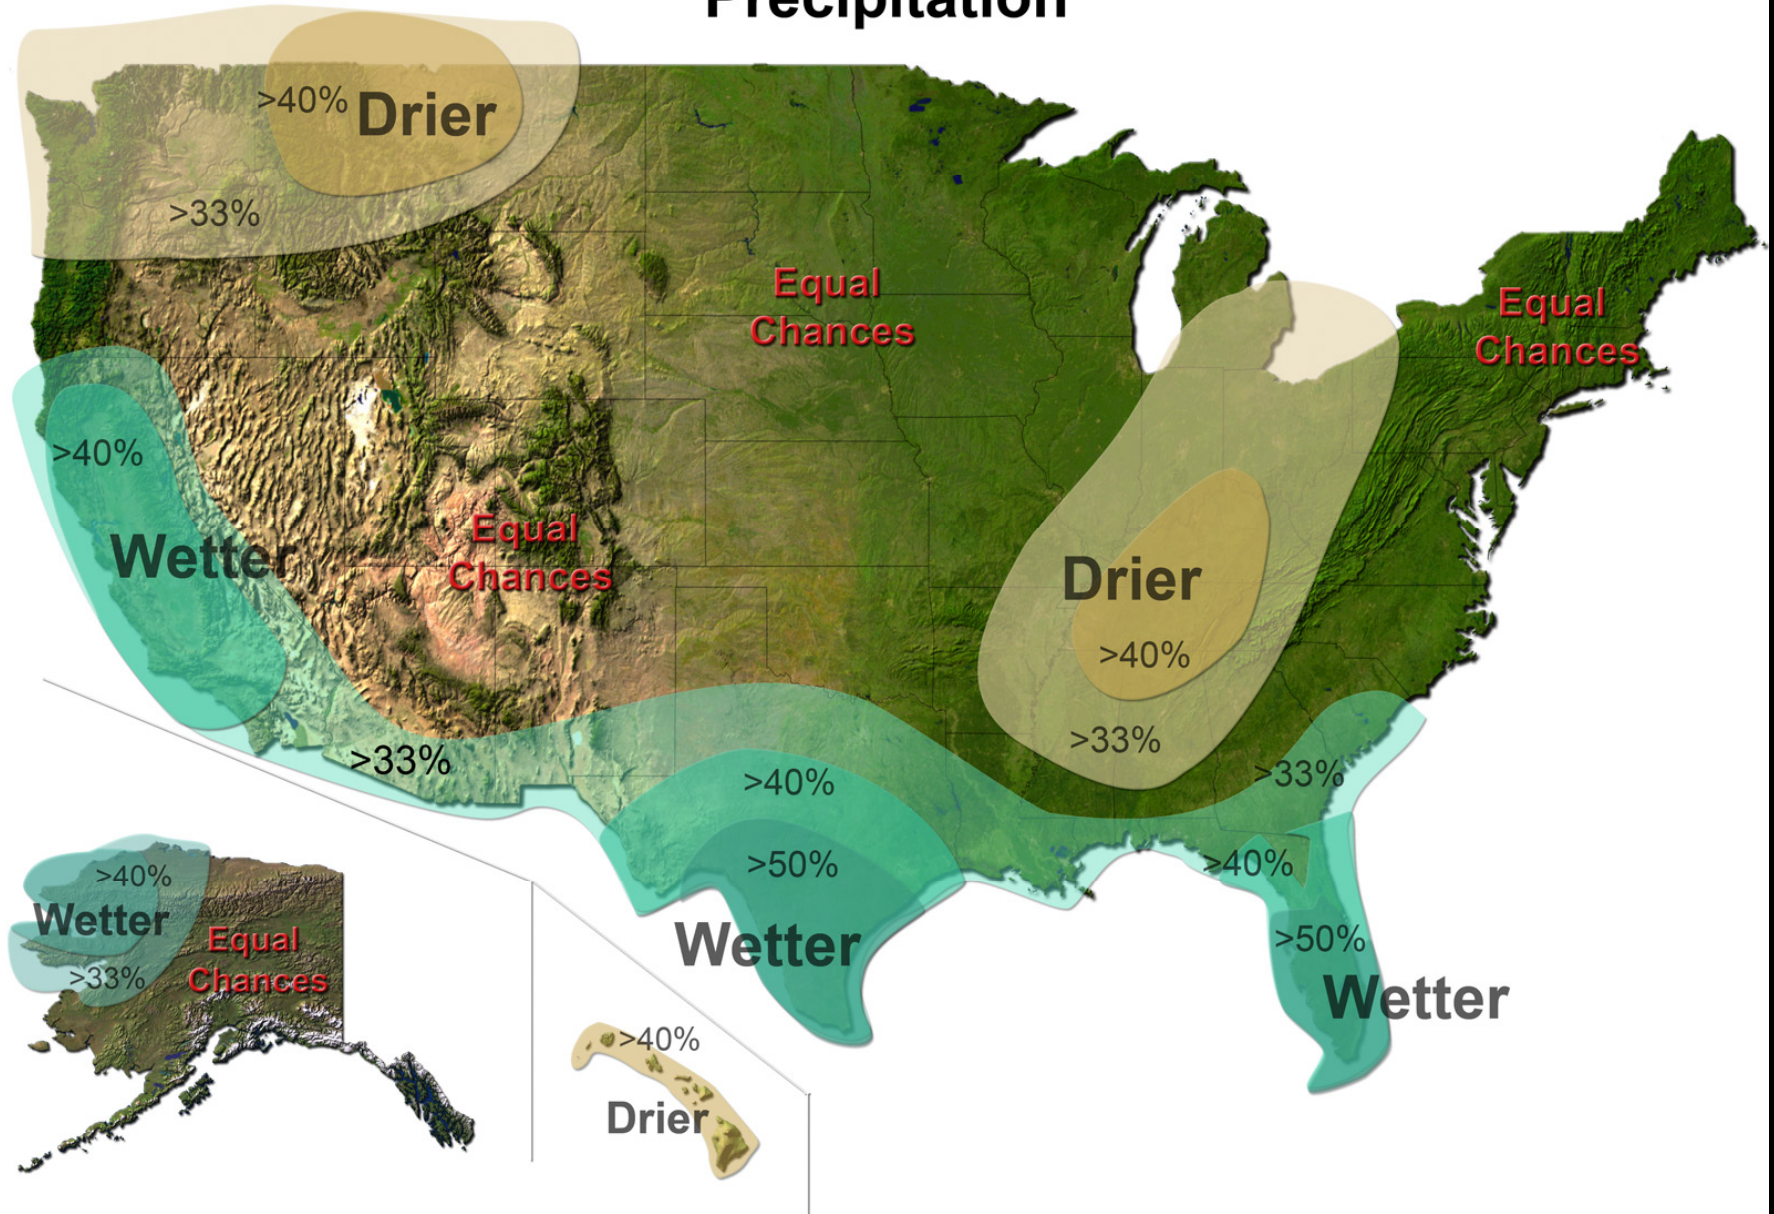 Precipitation
>40% Drier
>33%
Equal
Chances
Equal
Chances
>40%
Wetter
Equal
Chances
Drier
>40%
>33%
>33%
>40%
>33%
>50%
>40%
Wetter
>50%
Wetter
>40%
Wetter
Equal
Chances
>33%
>40%
Drier